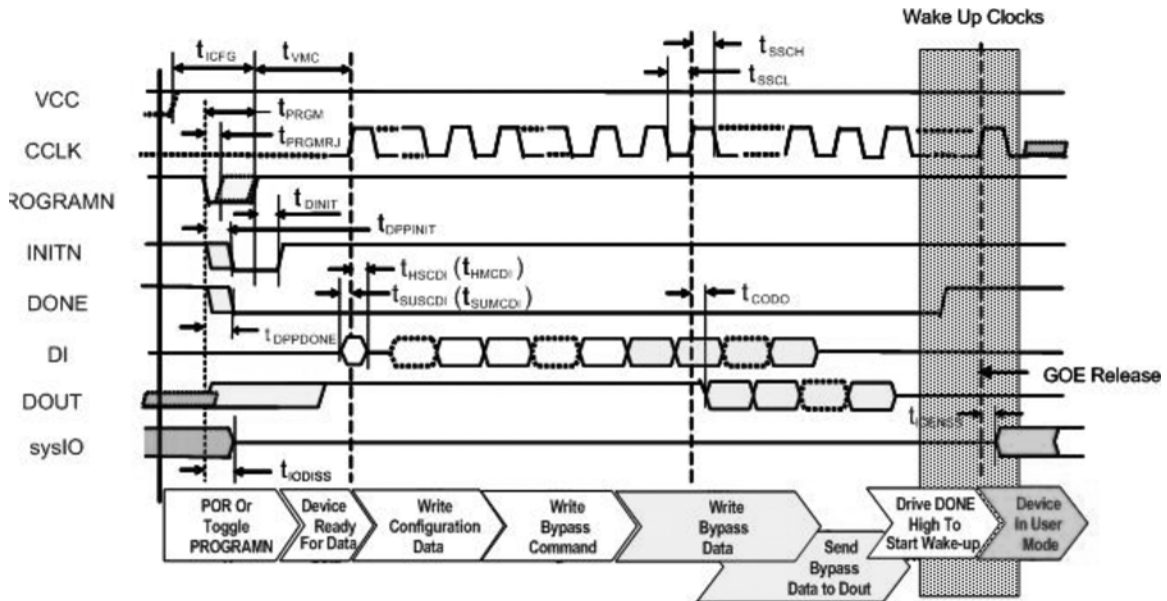 Wake Up Clocks
tICFG
tVMC
tSSCH
tSSCL
VCC
tPRGM
tPRGMRJ
CCLK
ROGRAMN
tDINIT
tDPPINIT
INITN
tHSCDI (tHMCDI)
tSUSCDI (tSUMCDI)
tCODO
DONE
tDPPDONE
DI
GOE Release
DOUT
tIOENSS
sysIO
tIODISS
POR Or
Toggle
PROGRAMN
Device
Ready
For Data
Write
Configuration
Data
Write
Bypass
Command
Write
Bypass
Data
Send
Bypass
Data to Dout
Drive DONE
High To
Start Wake-up
Device
In User
Mode